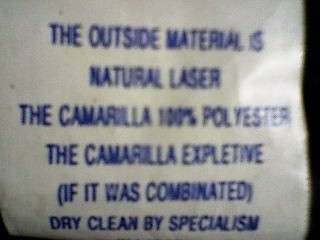 THE OUTSIDE MATERIAL IS
NATURAL LASER
THE CAMARILLA 100% POLYESTER
THE CAMARILLA EXPLETIVE
(IF IT WAS COMBINATED)
DRY CLEAN BY SPECIALISM